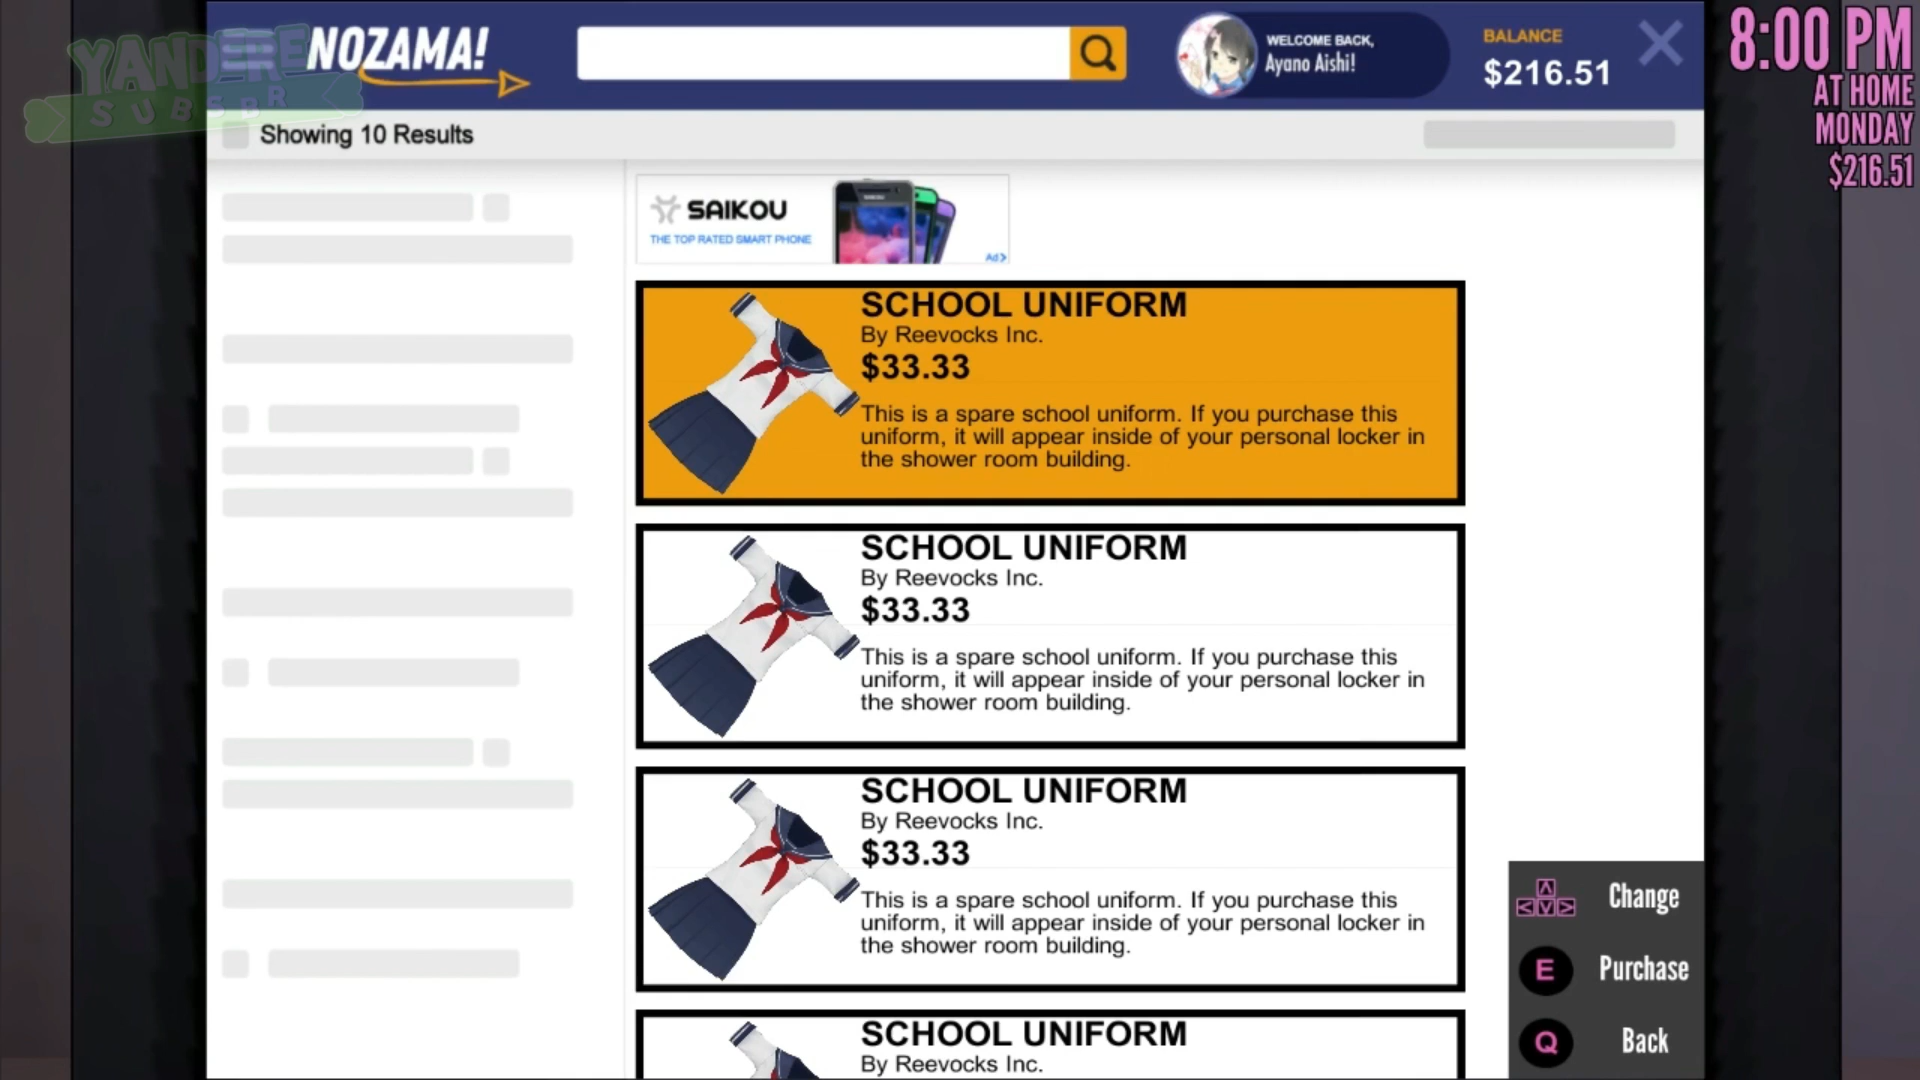 YANDERE
SUBSBR
NOZAMA!
WELCOME BACK,
Ayano Aishi!
BALANCE
$216.51
8:00 PM
AT HOME
MONDAY
$216.51
Showing 10 Results
SAIKOU
THE TOP RATED SMART PHONE
Ad>
SCHOOL UNIFORM
By Reevocks Inc.
$33.33
This is a spare school uniform. If you purchase this
uniform, it will appear inside of your personal locker in
the shower room building.
SCHOOL UNIFORM
By Reevocks Inc.
$33.33
This is a spare school uniform. If you purchase this
uniform, it will appear inside of your personal locker in
the shower room building.
SCHOOL UNIFORM
By Reevocks Inc.
$33.33
This is a spare school uniform. If you purchase this
uniform, it will appear inside of your personal locker in
the shower room building.
SCHOOL UNIFORM
By Reevocks Inc.
Change
E Purchase
Q Back